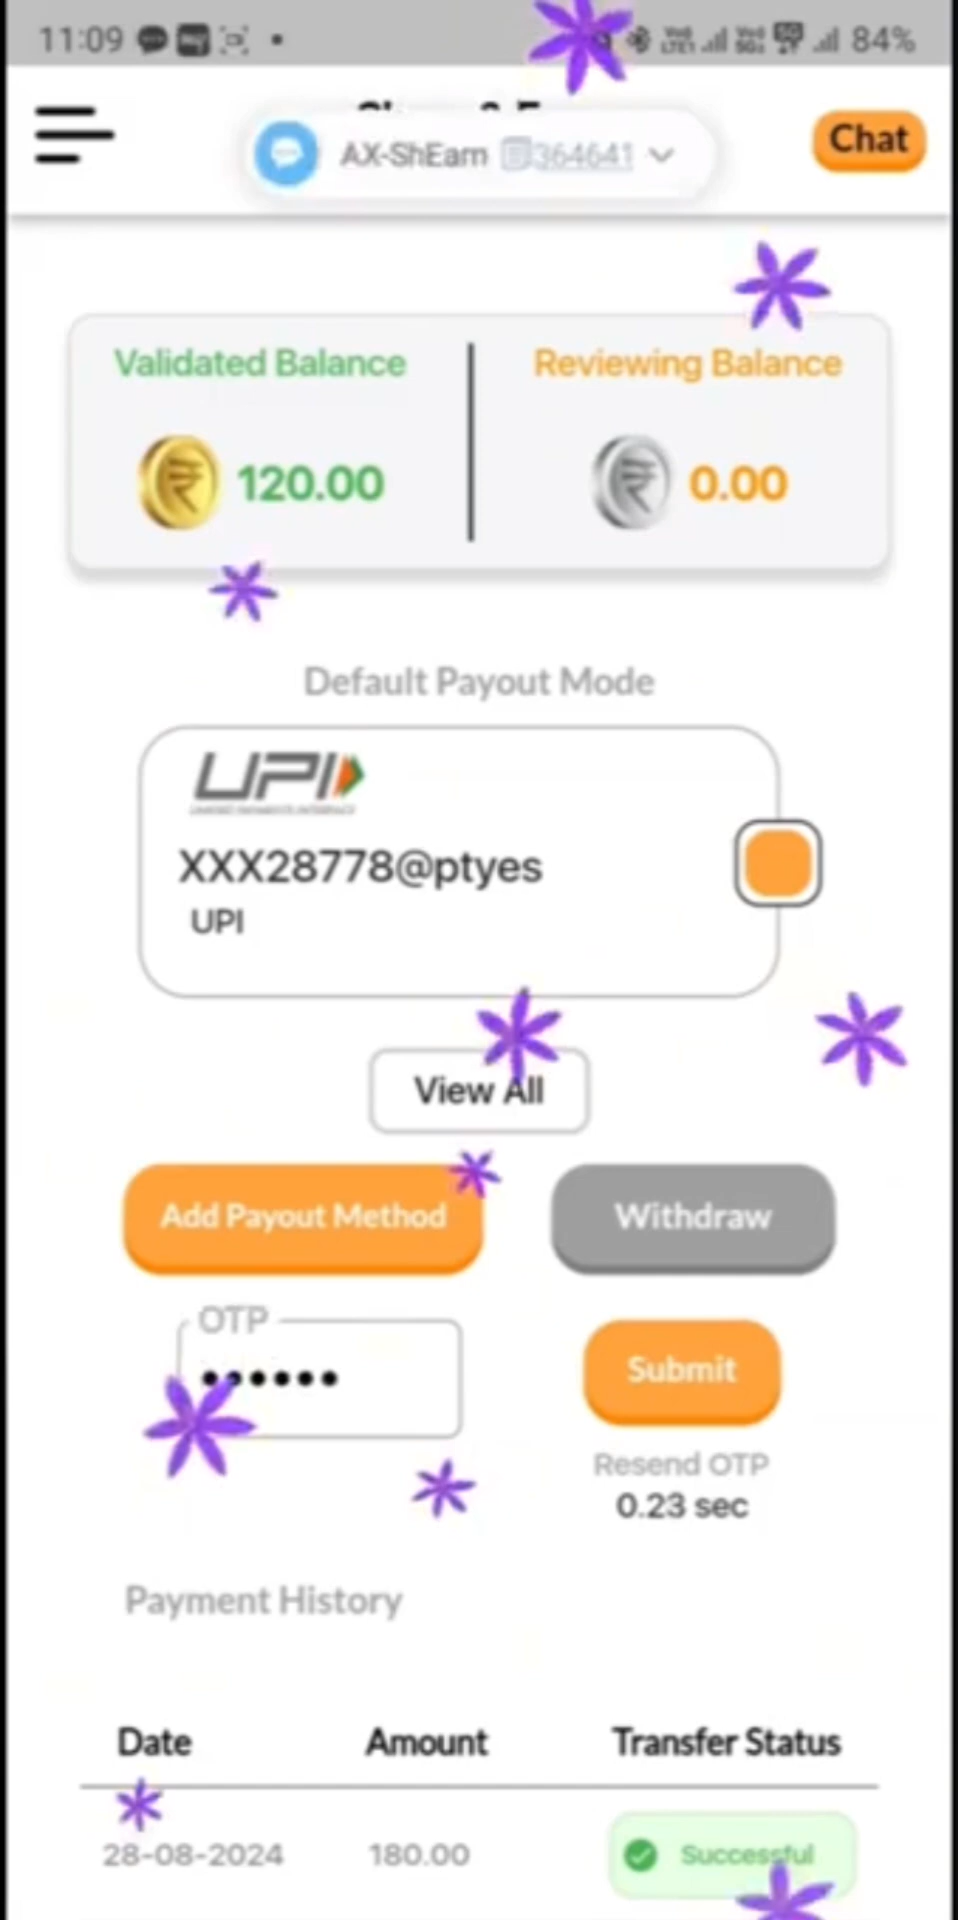 11:09
84%
AX-ShEarn 364641
Chat
Validated Balance
Reviewing Balance
120.00
0.00
Default Payout Mode
UPI
XXX28778@ptyes
UPI
View All
Add Payout Method
Withdraw
OTP
Submit
Resend OTP
0.23 sec
Payment History
Date Amount Transfer Status
28-08-2024 180.00 Successful